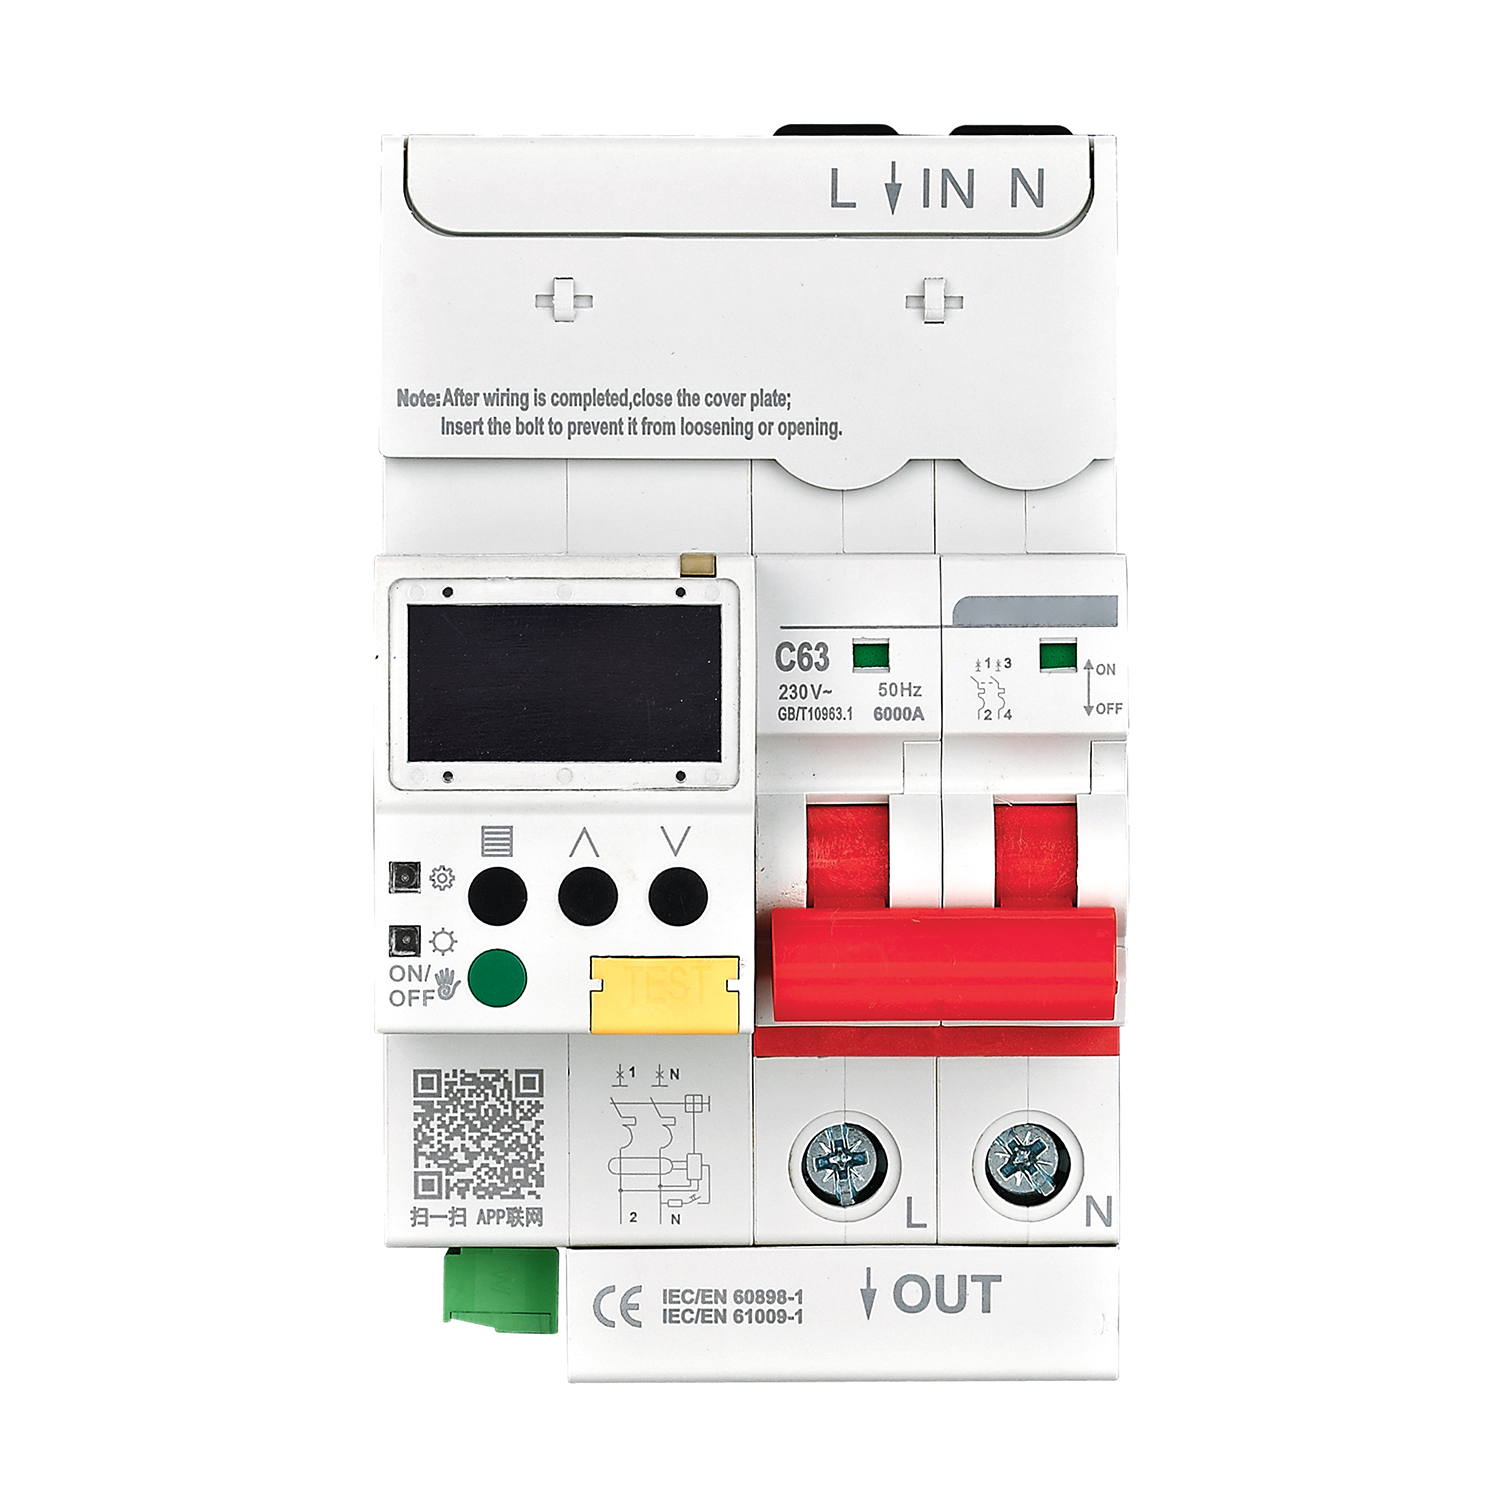 L IN N
Note: After wiring is completed,close the cover plate;
Insert the bolt to prevent it from loosening or opening.
C63
230V~ 50Hz
GB/T10963.1 6000A
1 3
2 4
ON
OFF
ON/
OFF
TEST
1 N
2 N
扫一扫 APP联网
L
N
CE
IEC/EN 60898-1
IEC/EN 61009-1
OUT